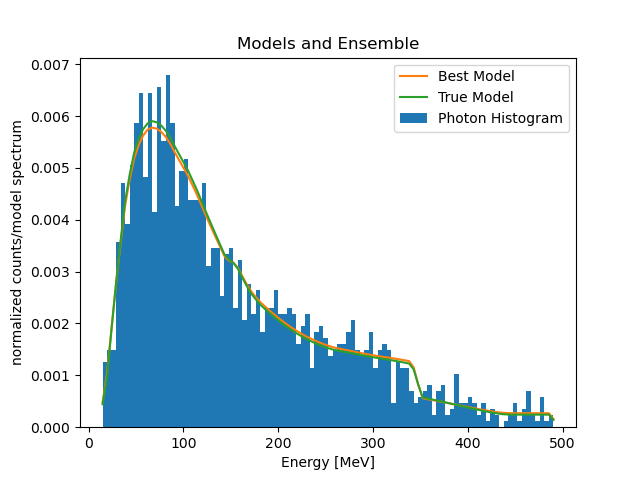 Models and Ensemble
Best Model
True Model
Photon Histogram
normalized counts/model spectrum
0.007
0.006
0.005
0.004
0.003
0.002
0.001
0.000
0
100
200
300
400
500
Energy [MeV]